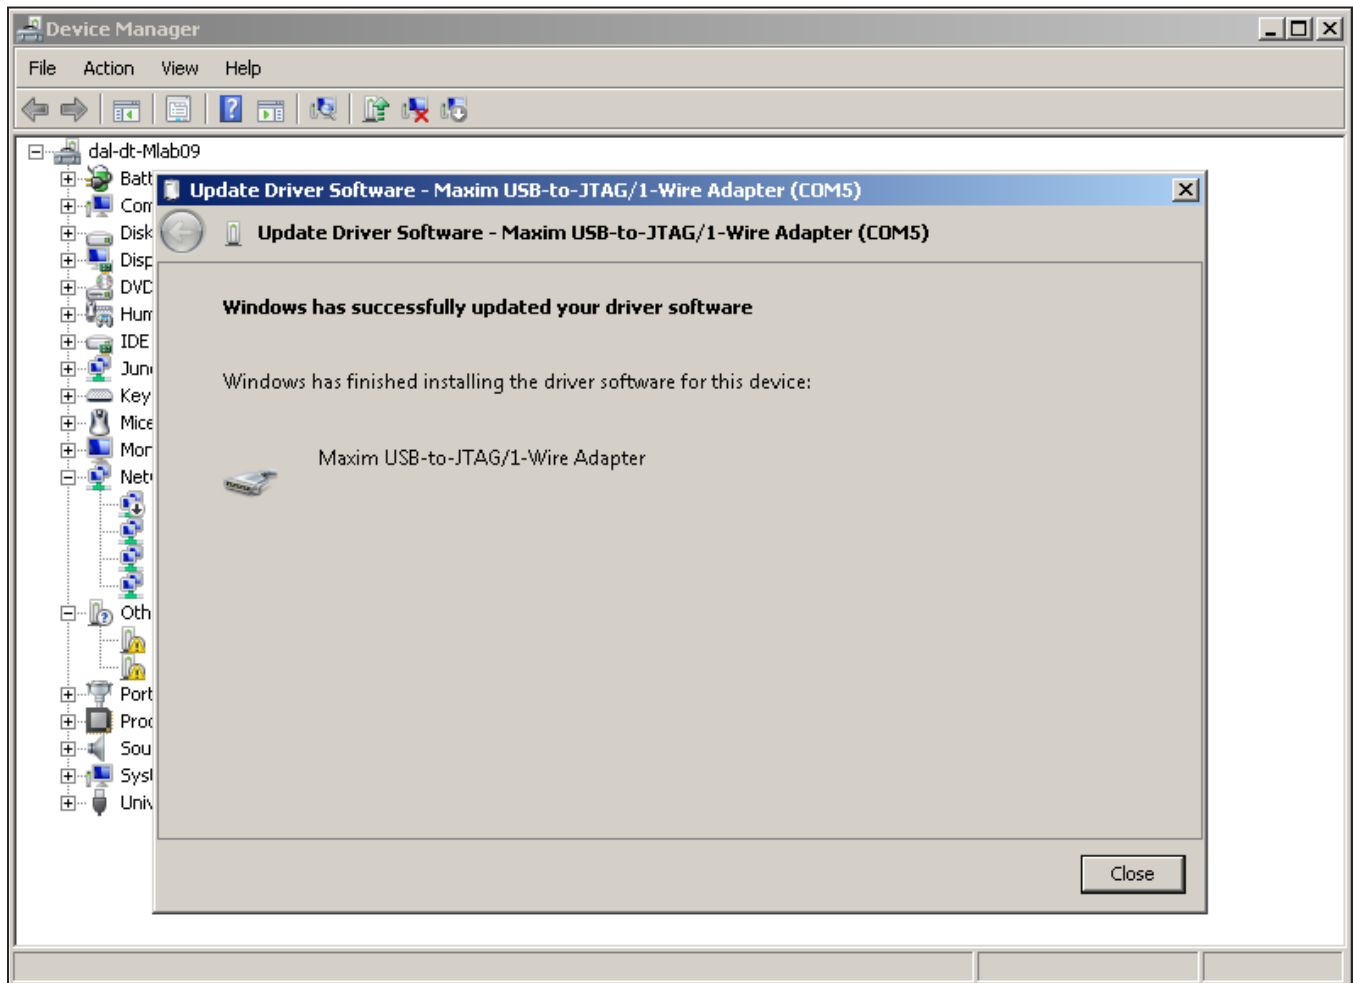 Device Manager
File Action View Help
dal-dt-Mlab09
Batt
Update Driver Software - Maxim USB-to-JTAG/1-Wire Adapter (COM5)
Com
Disk
Update Driver Software - Maxim USB-to-JTAG/1-Wire Adapter (COM5)
Disp
DVD
Windows has successfully updated your driver software
Hum
IDE
Windows has finished installing the driver software for this device:
Key
Mice
Mon
Maxim USB-to-JTAG/1-Wire Adapter
Oth
Port
Proc
Sou
Univ
Close